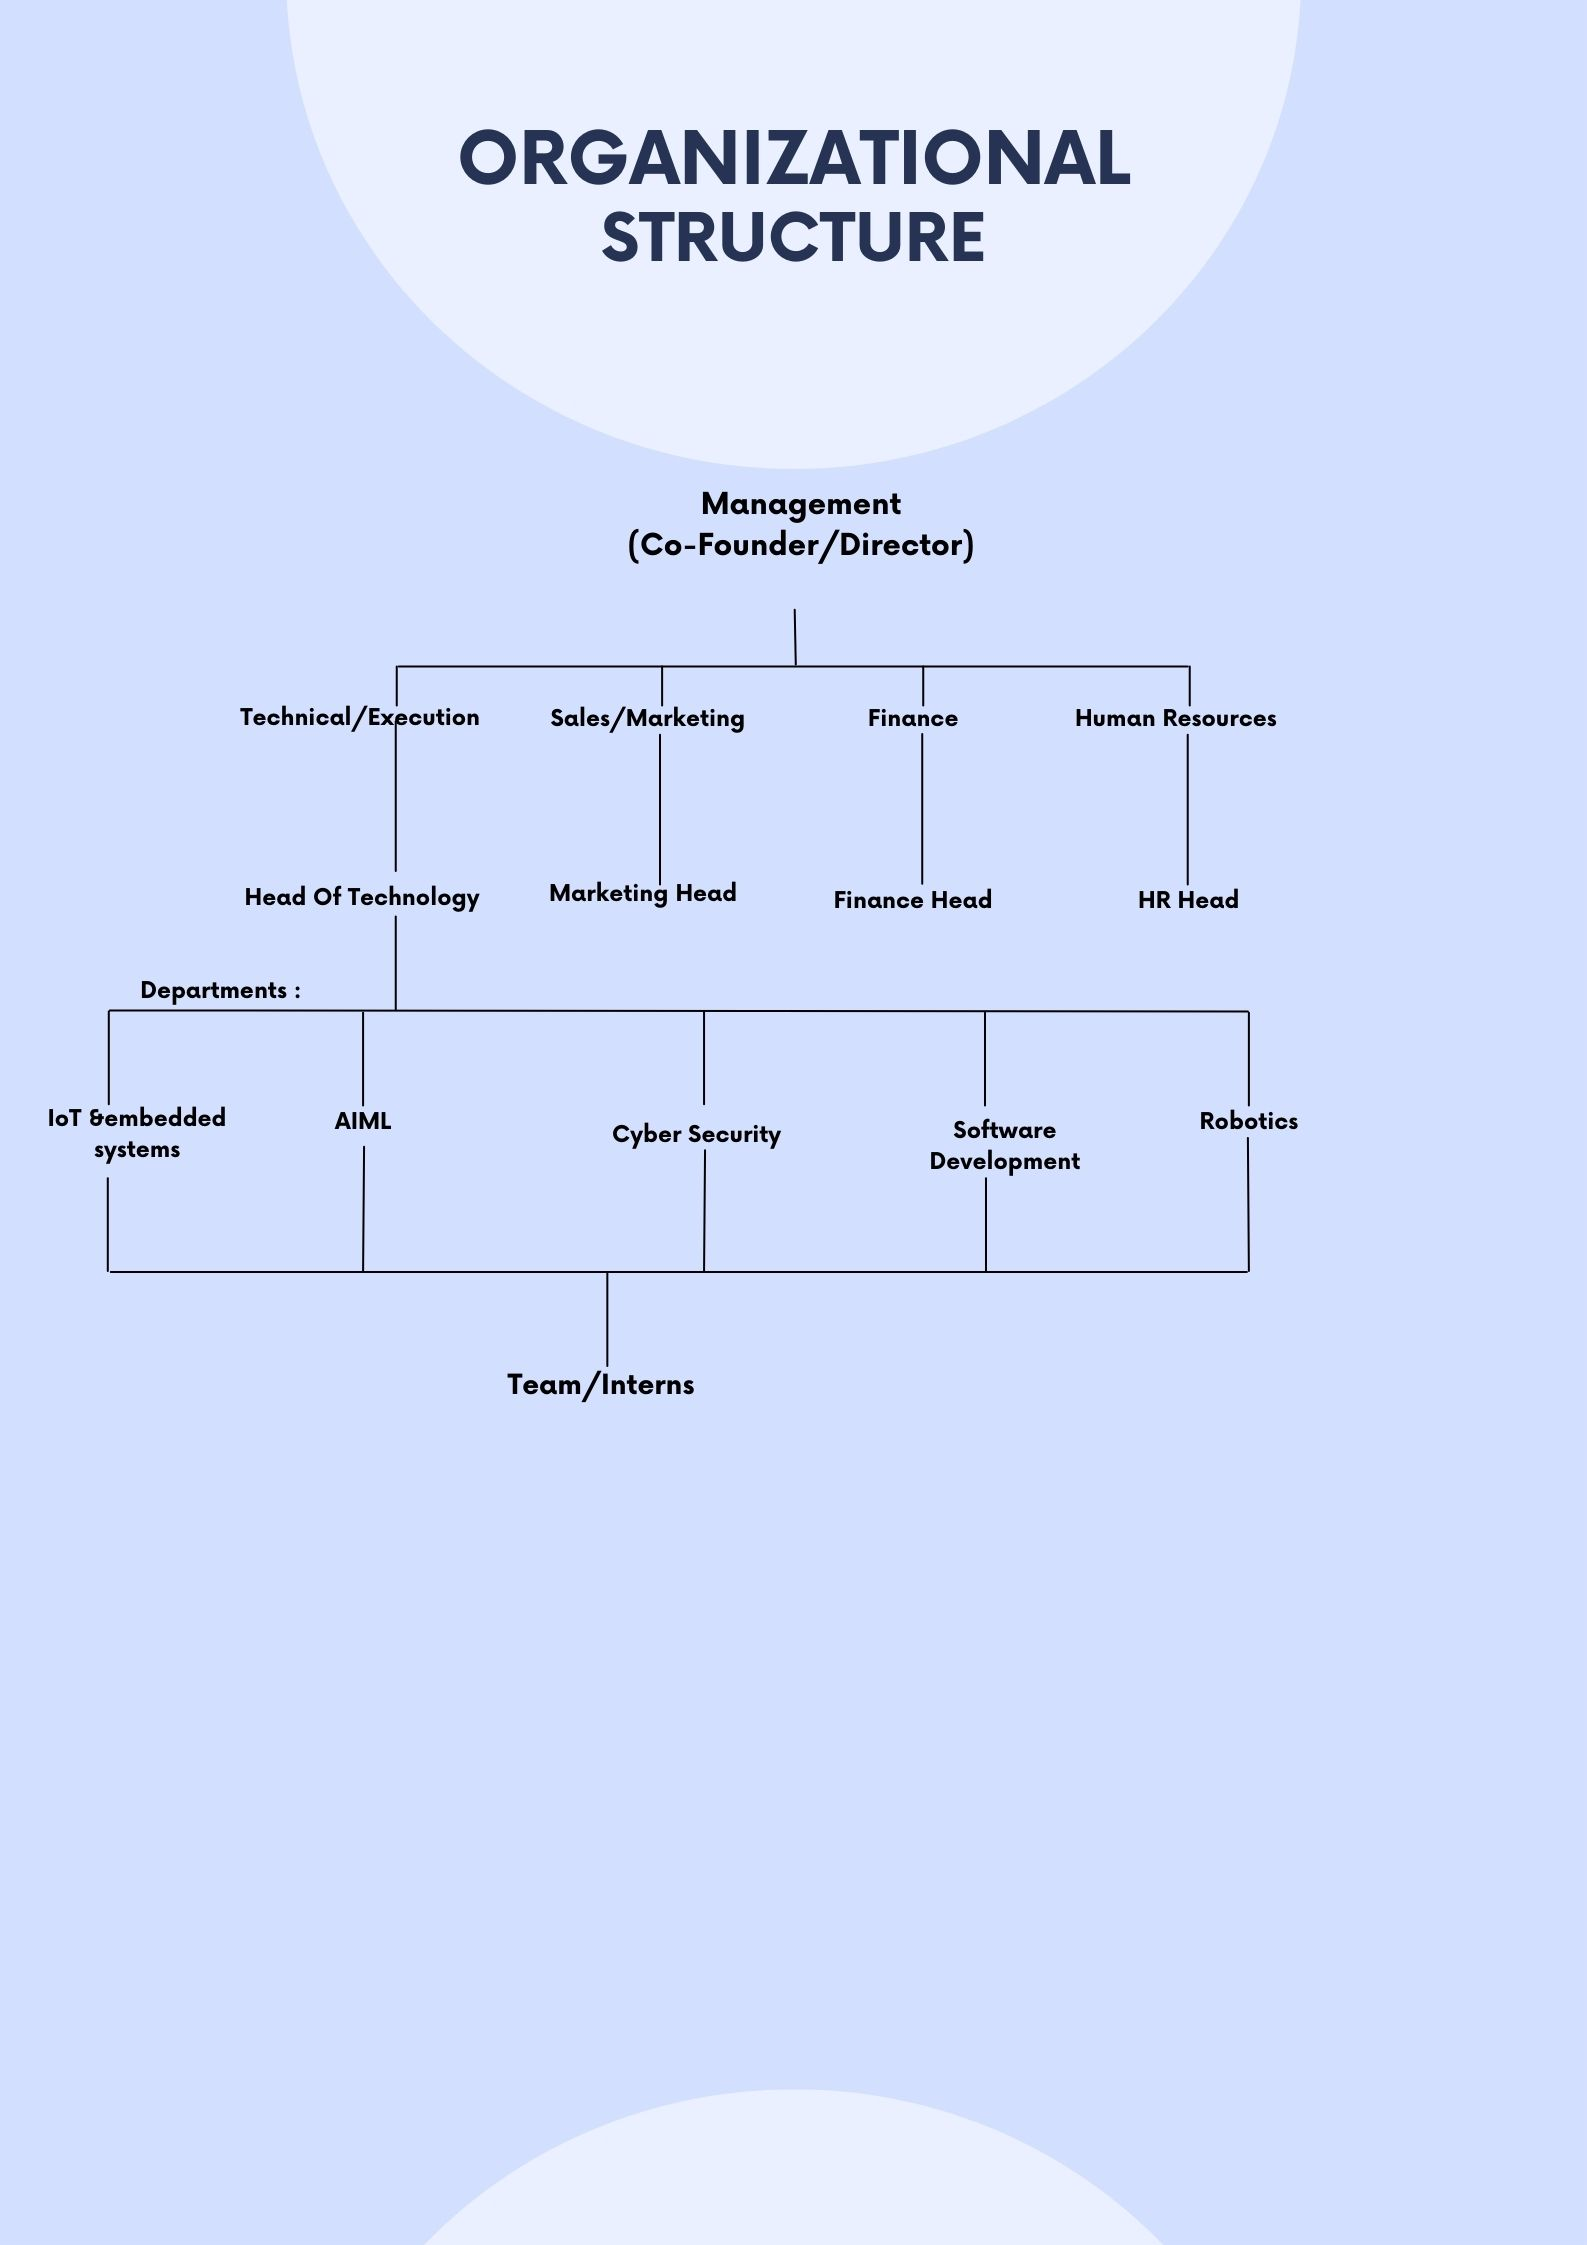 ORGANIZATIONAL
STRUCTURE
Management
(Co-Founder/Director)
Technical/Execution
Sales/Marketing
Finance
Human Resources
Head Of Technology
Marketing Head
Finance Head
HR Head
Departments :
IoT &embedded
systems
AIML
Cyber Security
Software
Development
Robotics
Team/Interns